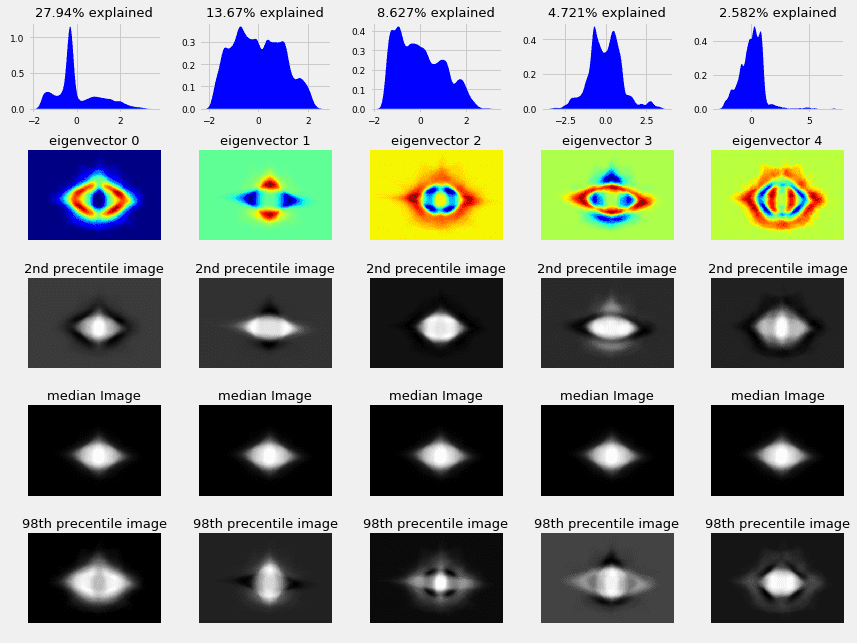 27.94% explained 13.67% explained 8.627% explained 4.721% explained 2.582% explained
1.0 0.5 0.0 0.3 0.2 0.1 0.0 0.4 0.3 0.2 0.1 0.0 0.4 0.2 0.0 0.4 0.2 0.0
−2 0 2 −2 0 2 −2 0 2 −2.5 0.0 2.5 0 5
eigenvector 0 eigenvector 1 eigenvector 2 eigenvector 3 eigenvector 4
2nd precentile image 2nd precentile image 2nd precentile image 2nd precentile image 2nd precentile image
median Image median Image median Image median Image median Image
98th precentile image 98th precentile image 98th precentile image 98th precentile image 98th precentile image